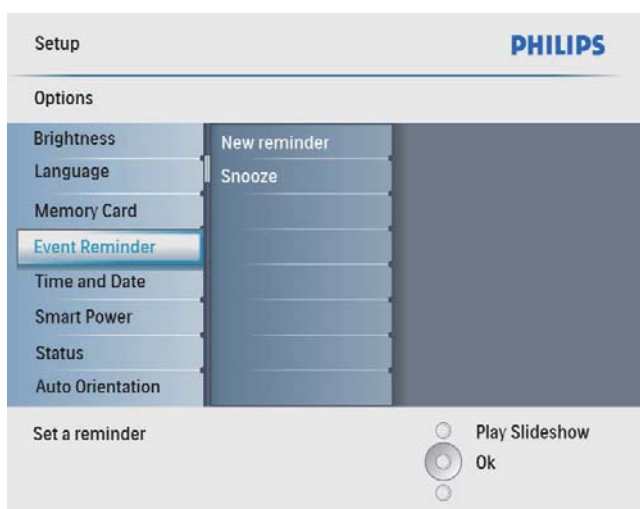 Setup
PHILIPS
Options
Brightness
Language
Memory Card
Event Reminder
Time and Date
Smart Power
Status
Auto Orientation
New reminder
Snooze
Set a reminder
Play Slideshow
Ok